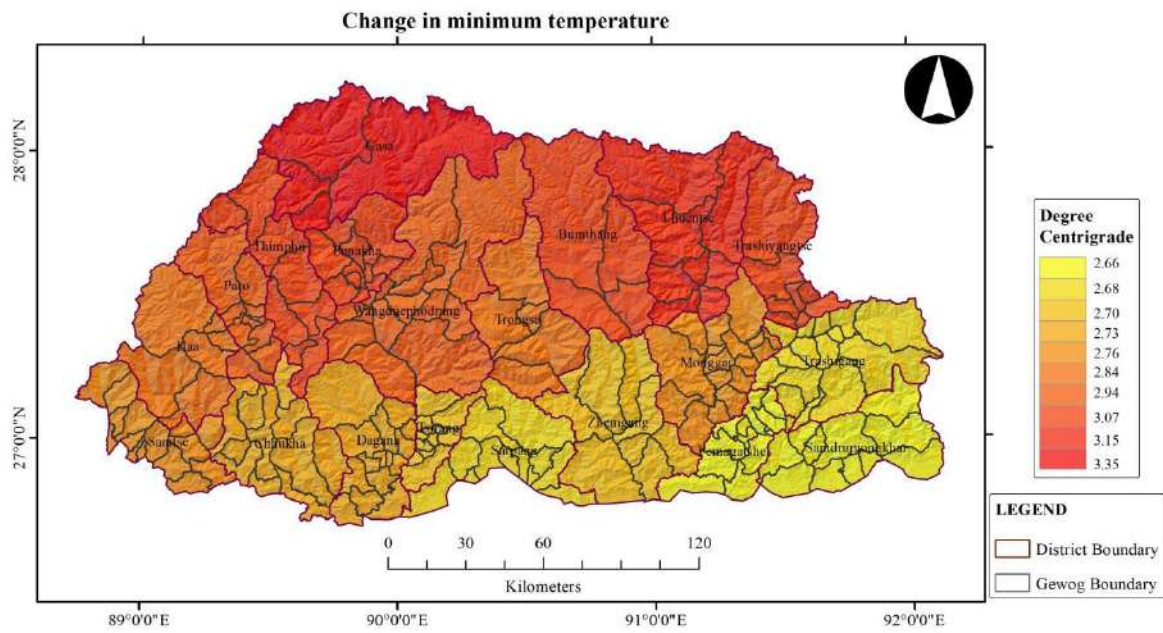 Change in minimum temperature
28°0'0"N
27°0'0"N
Gasa
Thimphu
Punakha
Bumthang
Lhuentse
Trashiyangtse
Paro
Wangduephodrang
Trongsa
Haa
Monggar
Trashigang
Samtse
Chhukha
Dagana
Tsirang
Sarpang
Zhemgang
Pemagatshel
Samdrupjongkhar
0
30
60
120
Kilometers
89°0'0"E
90°0'0"E
91°0'0"E
92°0'0"E
Degree
Centrigrade
2.66
2.68
2.70
2.73
2.76
2.84
2.94
3.07
3.15
3.35
LEGEND
District Boundary
Gewog Boundary